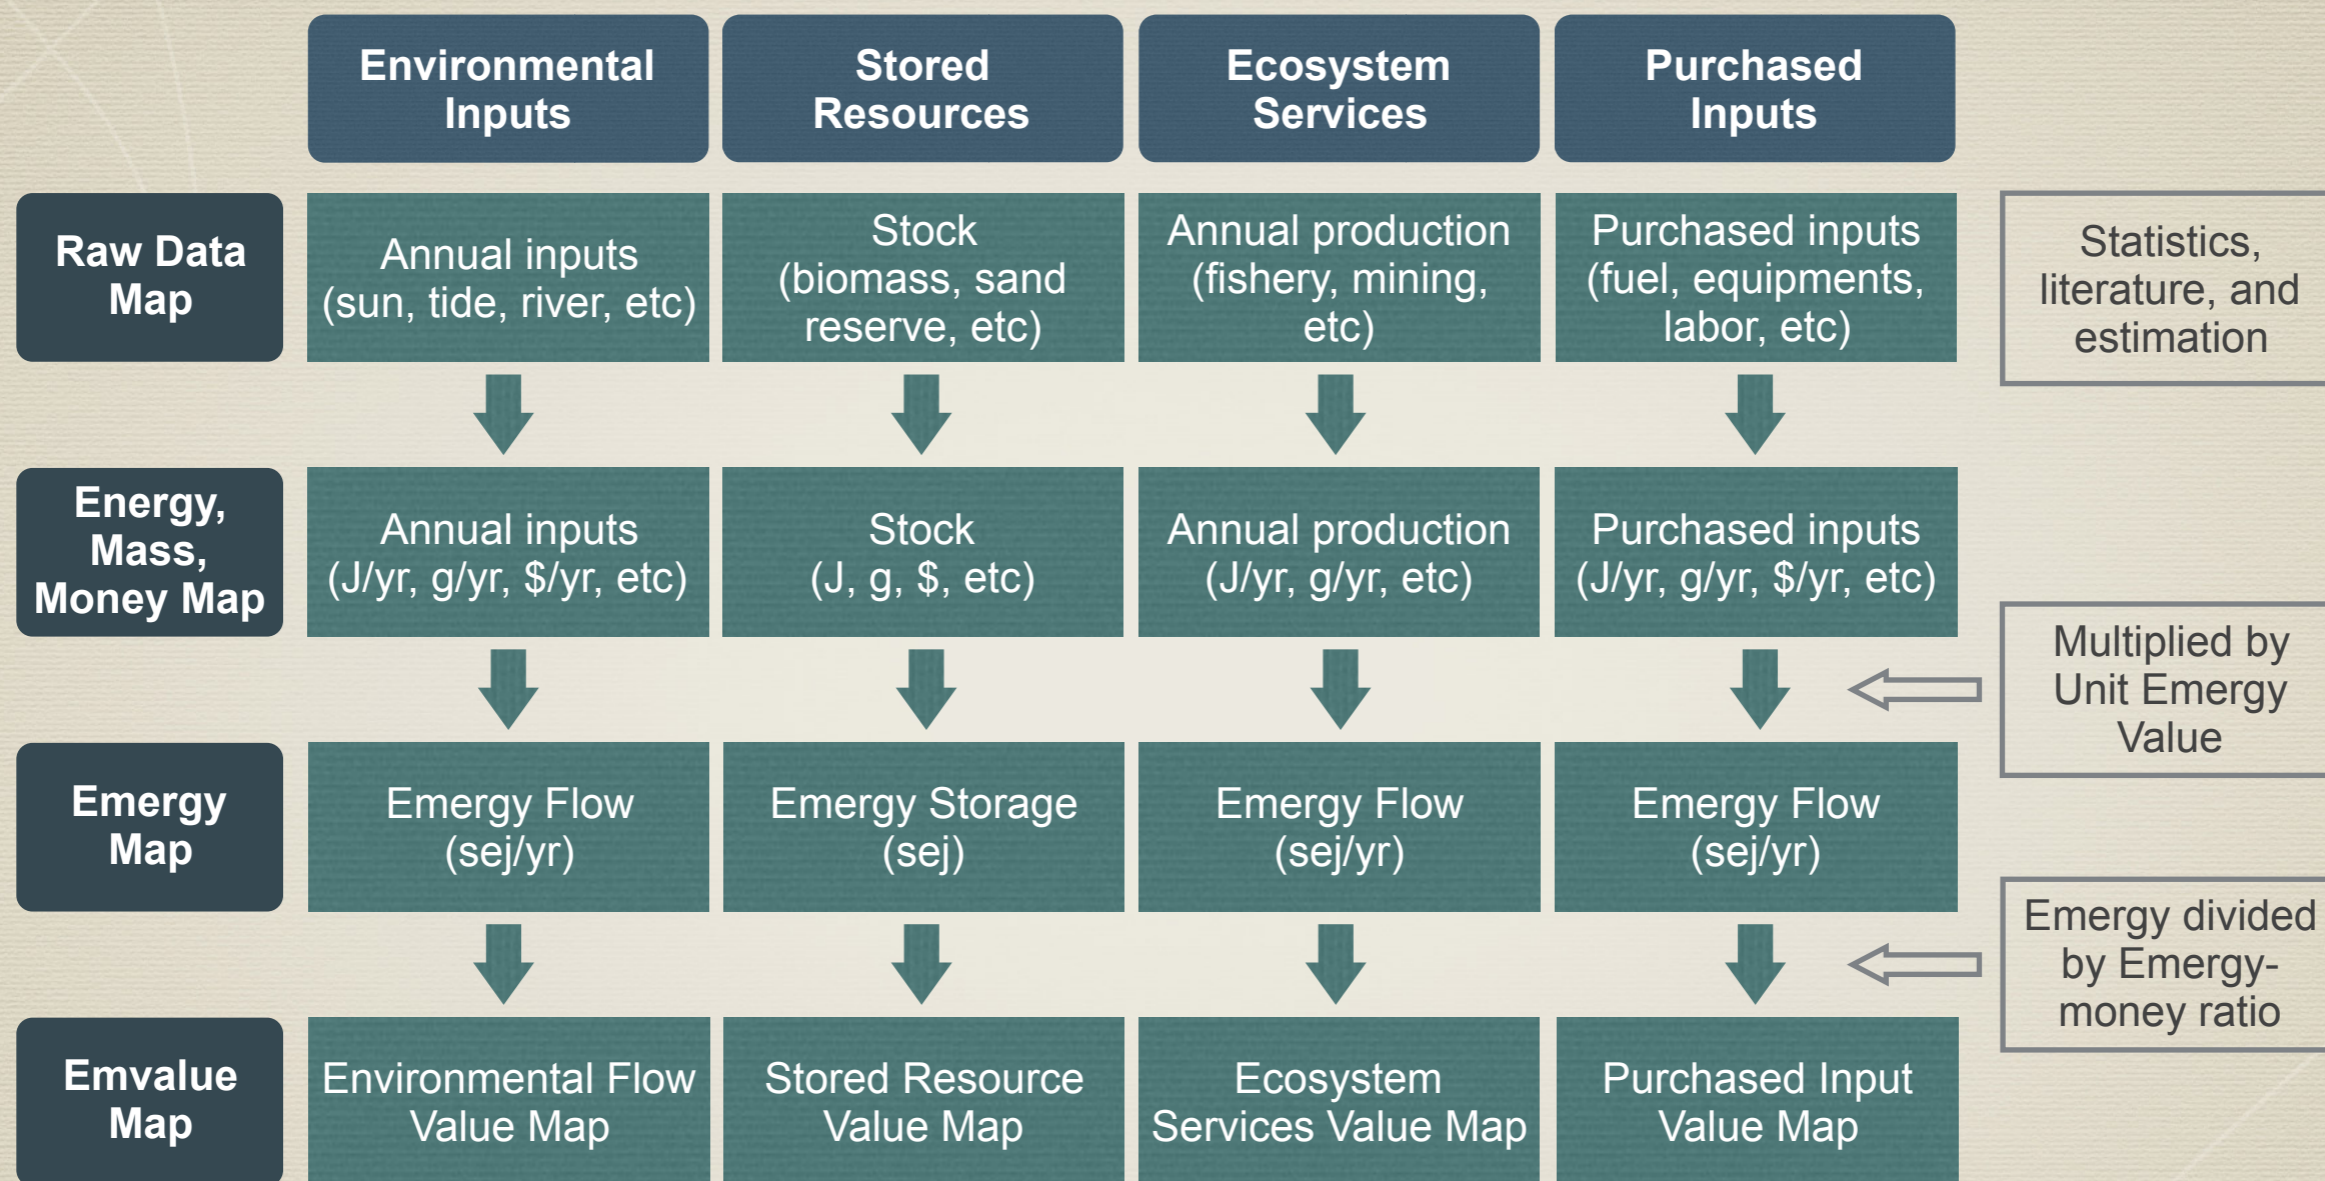 Environmental
Inputs
Stored
Resources
Ecosystem
Services
Purchased
Inputs
Raw Data
Map
Annual inputs
(sun, tide, river, etc)
Stock
(biomass, sand
reserve, etc)
Annual production
(fishery, mining,
etc)
Purchased inputs
(fuel, equipments,
labor, etc)
Statistics,
literature, and
estimation
Energy,
Mass,
Money Map
Annual inputs
(J/yr, g/yr, $/yr, etc)
Stock
(J, g, $, etc)
Annual production
(J/yr, g/yr, etc)
Purchased inputs
(J/yr, g/yr, $/yr, etc)
Multiplied by
Unit Emergy
Value
Emergy
Map
Emergy Flow
(sej/yr)
Emergy Storage
(sej)
Emergy Flow
(sej/yr)
Emergy Flow
(sej/yr)
Emergy divided
by Emergy-
money ratio
Emvalue
Map
Environmental Flow
Value Map
Stored Resource
Value Map
Ecosystem
Services Value Map
Purchased Input
Value Map